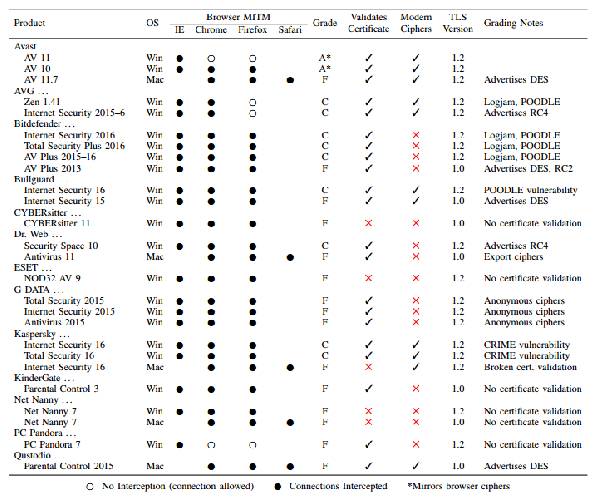 Product OS Browser MITM Grade Validates Modern TLS Grading Notes
IE Chrome Firefox Safari Certificate Ciphers Version
Avast
AV 11 Win ● ○ ○ A* ✓ ✓ 1.2
AV 10 Win ● ● ● A* ✓ ✓ 1.2
AV 11.7 Mac ● ● ● F ✓ ✓ 1.2 Advertises DES
AVG ...
Zen 1.41 Win ● ● ○ C ✓ ✓ 1.2 Logjam, POODLE
Internet Security 2015–6 Win ● ● ○ C ✓ ✓ 1.2 Advertises RC4
Bitdefender ...
Internet Security 2016 Win ● ● ● C ✓ ✕ 1.2 Logjam, POODLE
Total Security Plus 2016 Win ● ● ● C ✓ ✕ 1.2 Logjam, POODLE
AV Plus 2015–16 Win ● ● ● C ✓ ✕ 1.2 Logjam, POODLE
AV Plus 2013 Win ● ● ● F ✓ ✕ 1.0 Advertises DES, RC2
Bullguard
Internet Security 16 Win ● ● ● C ✓ ✓ 1.2 POODLE vulnerability
Internet Security 15 Win ● ● ● F ✓ ✓ 1.0 Advertises DES
CYBERsitter ...
CYBERsitter 11 Win ● ● ● F ✕ ✕ 1.0 No certificate validation
Dr. Web ...
Security Space 10 Win ● ● ● C ✓ ✕ 1.2 Advertises RC4
Antivirus 11 Mac ● ● ● F ✓ ✕ 1.0 Export ciphers
ESET ...
NOD32 AV 9 Win ● ● ● F ✕ ✕ 1.2 No certificate validation
G DATA ...
Total Security 2015 Win ● ● ● F ✓ ✕ 1.2 Anonymous ciphers
Internet Security 2015 Win ● ● ● F ✓ ✕ 1.2 Anonymous ciphers
Antivirus 2015 Win ● ● ● F ✓ ✕ 1.2 Anonymous ciphers
Kaspersky ...
Internet Security 16 Win ● ● ● C ✓ ✓ 1.2 CRIME vulnerability
Total Security 16 Win ● ● ● C ✓ ✓ 1.2 CRIME vulnerability
Internet Security 16 Mac ● ● ● F ✕ ✓ 1.2 Broken cert. validation
KinderGate ...
Parental Control 3 Win ● ● ● F ✓ ✕ 1.0 No certificate validation
Net Nanny ...
Net Nanny 7 Win ● ● ● F ✕ ✕ 1.2 No certificate validation
Net Nanny 7 Mac ● ● ● F ✕ ✕ 1.0 No certificate validation
PC Pandora ...
PC Pandora 7 Win ● ○ ○ F ✓ ✕ 1.2 No certificate validation
Qustodio ...
Parental Control 2015 Mac ● ● ● F ✓ ✓ 1.0 Advertises DES
○ No Interception (connection allowed) ● Connections Intercepted *Mirrors browser ciphers